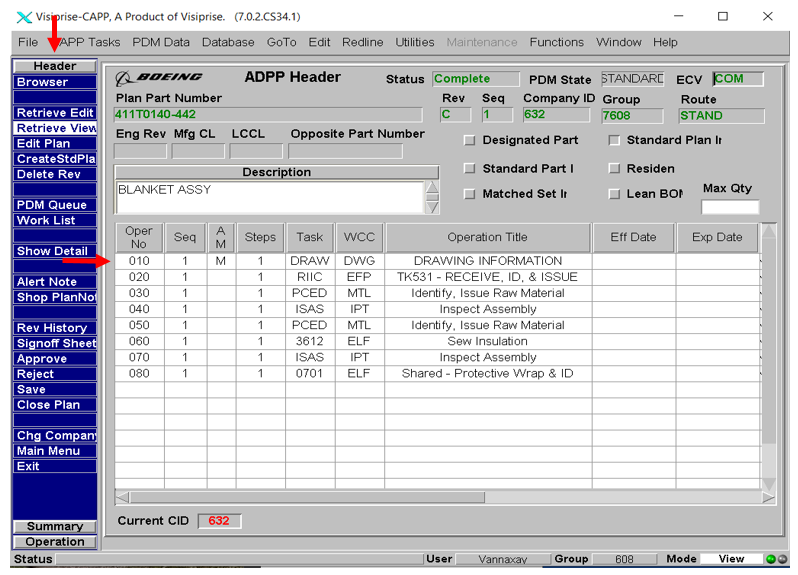 Visiprise-CAPP, A Product of Visiprise. (7.0.2.CS34.1)
File APP Tasks PDM Data Database GoTo Edit Redline Utilities Maintenance Functions Window Help
Header
Browser
Retrieve Edit
Retrieve View
Edit Plan
CreateStdPla
Delete Rev
PDM Queue
Work List
Show Detail
Alert Note
Shop PlanNo
Rev History
Signoff Sheet
Approve
Reject
Save
Close Plan
Chg Company
Main Menu
Exit
Summary
Operation
BOEING ADPP Header Status Complete PDM State STANDARD ECV COM
Plan Part Number Rev Seq Company ID Group Route
411T0140-442 C 1 632 7608 STAND
Eng Rev Mfg CL LCCL Opposite Part Number
Designated Part Standard Plan Ir
Description Standard Part I Residen
BLANKET ASSY
Matched Set Ir Lean BOM Max Qty
Oper No Seq A M Steps Task WCC Operation Title Eff Date Exp Date
010 1 M 1 DRAW DWG DRAWING INFORMATION
020 1 1 RIIC EFP TK531 - RECEIVE, ID, & ISSUE
030 1 1 PCED MTL Identify, Issue Raw Material
040 1 1 ISAS IPT Inspect Assembly
050 1 1 PCED MTL Identify, Issue Raw Material
060 1 1 3612 ELF Sew Insulation
070 1 1 ISAS IPT Inspect Assembly
080 1 1 0701 ELF Shared - Protective Wrap & ID
Current CID 632
Status User Vannaxay Group 608 Mode View